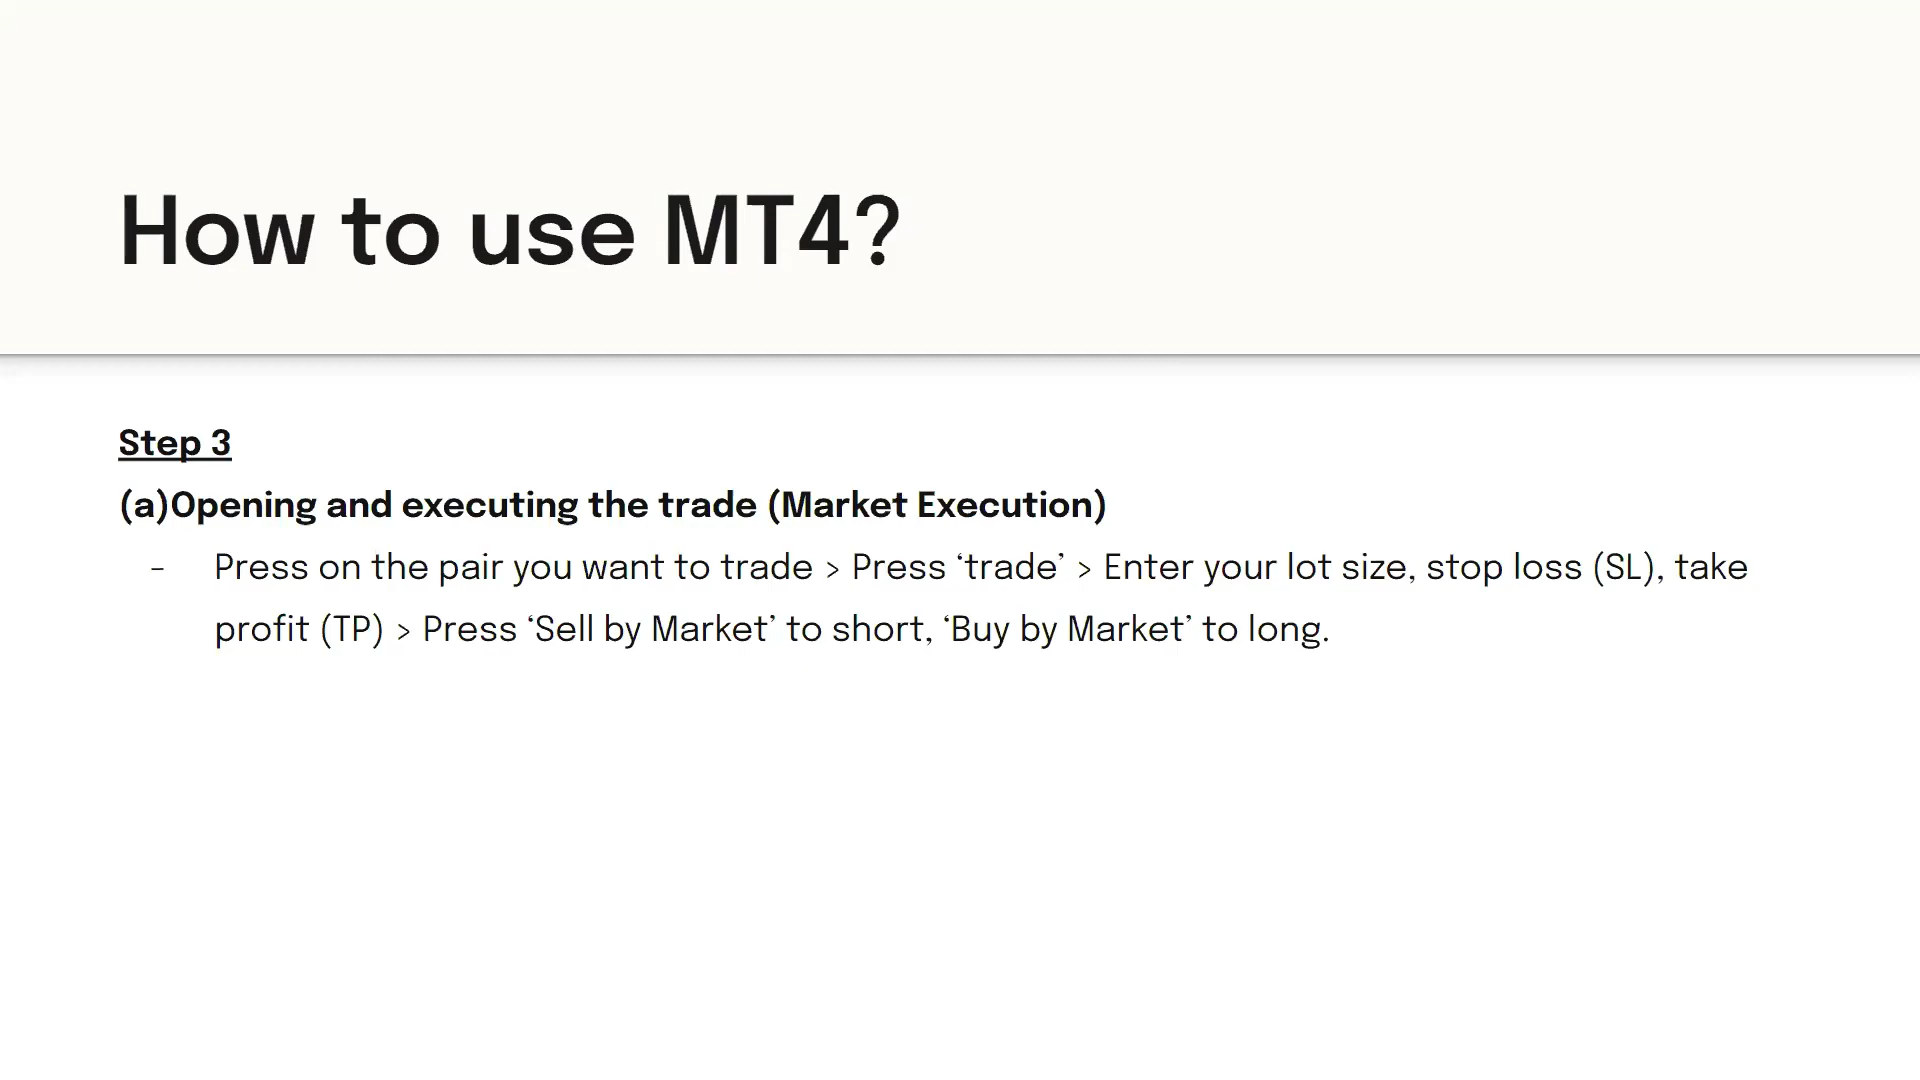 How to use MT4?
Step 3
(a)Opening and executing the trade (Market Execution)
- Press on the pair you want to trade > Press ‘trade’ > Enter your lot size, stop loss (SL), take
profit (TP) > Press ‘Sell by Market’ to short, ‘Buy by Market’ to long.